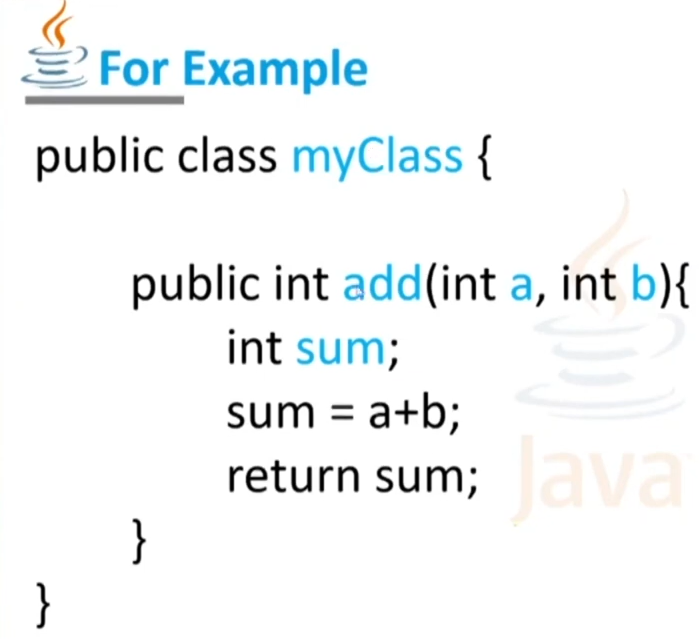 For Example
public class myClass {
public int add(int a, int b){
int sum;
sum = a+b;
return sum;
}
}
Java